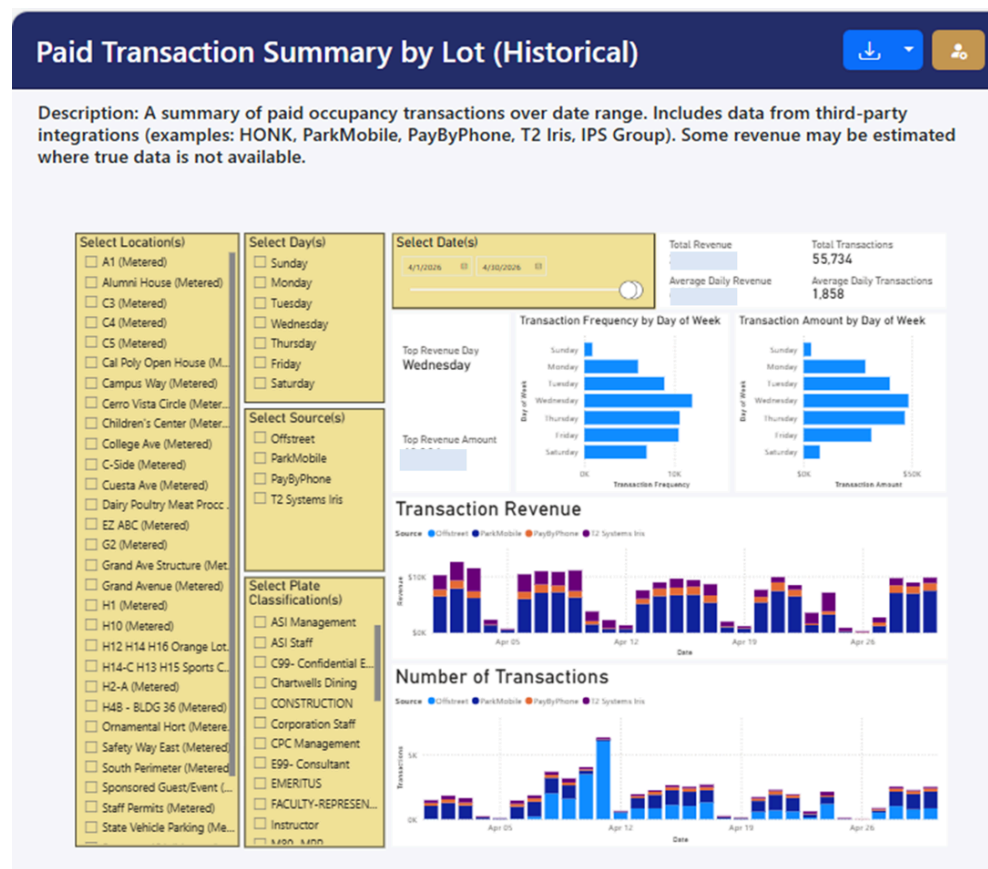 Paid Transaction Summary by Lot (Historical)
Description: A summary of paid occupancy transactions over date range. Includes data from third-party
integrations (examples: HONK, ParkMobile, PayByPhone, T2 Iris, IPS Group). Some revenue may be estimated
where true data is not available.
Select Location(s)
A1 (Metered)
Alumni House (Metered)
C3 (Metered)
C4 (Metered)
C5 (Metered)
Cal Poly Open House (M...
Campus Way (Metered)
Cerro Vista Circle (Meter...
Children's Center (Meter...
College Ave (Metered)
C-Side (Metered)
Cuesta Ave (Metered)
Dairy Poultry Meat Procc .
EZ ABC (Metered)
G2 (Metered)
Grand Ave Structure (Met.
Grand Avenue (Metered)
H1 (Metered)
H10 (Metered)
H12 H14 H16 Orange Lot.
H14-C H13 H15 Sports C..
H2-A (Metered)
H4B - BLDG 36 (Metered)
Ornamental Hort (Metere.
Safety Way East (Metered)
South Perimeter (Metered
Sponsored Guest/Event (...
Staff Permits (Metered)
State Vehicle Parking (Me...
Select Day(s)
Sunday
Monday
Tuesday
Wednesday
Thursday
Friday
Saturday
Select Source(s)
Offstreet
ParkMobile
PayByPhone
T2 Systems Iris
Select Plate
Classification(s)
ASI Management
ASI Staff
C99- Confidential E...
Chartwells Dining
CONSTRUCTION
Corporation Staff
CPC Management
E99- Consultant
EMERITUS
FACULTY-REPRESEN...
Instructor
M80- MPP
Select Date(s)
4/1/2026 4/30/2026
Total Revenue
Total Transactions
55,734
Average Daily Revenue
Average Daily Transactions
1,858
Top Revenue Day
Wednesday
Top Revenue Amount
Transaction Frequency by Day of Week
Day of Week
Sunday
Monday
Tuesday
Wednesday
Thursday
Friday
Saturday
0K 10K
Transaction Frequency
Transaction Amount by Day of Week
Day of Week
Sunday
Monday
Tuesday
Wednesday
Thursday
Friday
Saturday
$0K $50K
Transaction Amount
Transaction Revenue
Source Offstreet ParkMobile PayByPhone T2 Systems Iris
Revenue
$10K
$0K
Apr 05 Apr 12 Apr 19 Apr 26
Date
Number of Transactions
Source Offstreet ParkMobile PayByPhone T2 Systems Iris
Transactions
5K
0K
Apr 05 Apr 12 Apr 19 Apr 26
Date